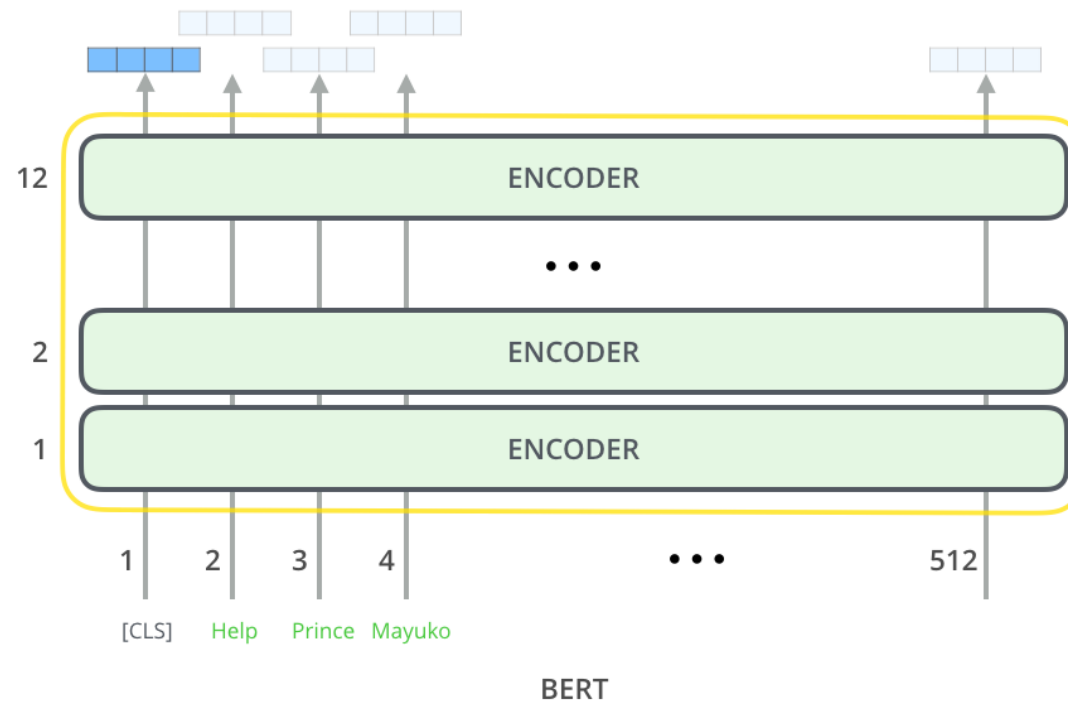 12 ENCODER
...
2 ENCODER
1 ENCODER
1 2 3 4 ... 512
[CLS] Help Prince Mayuko
BERT